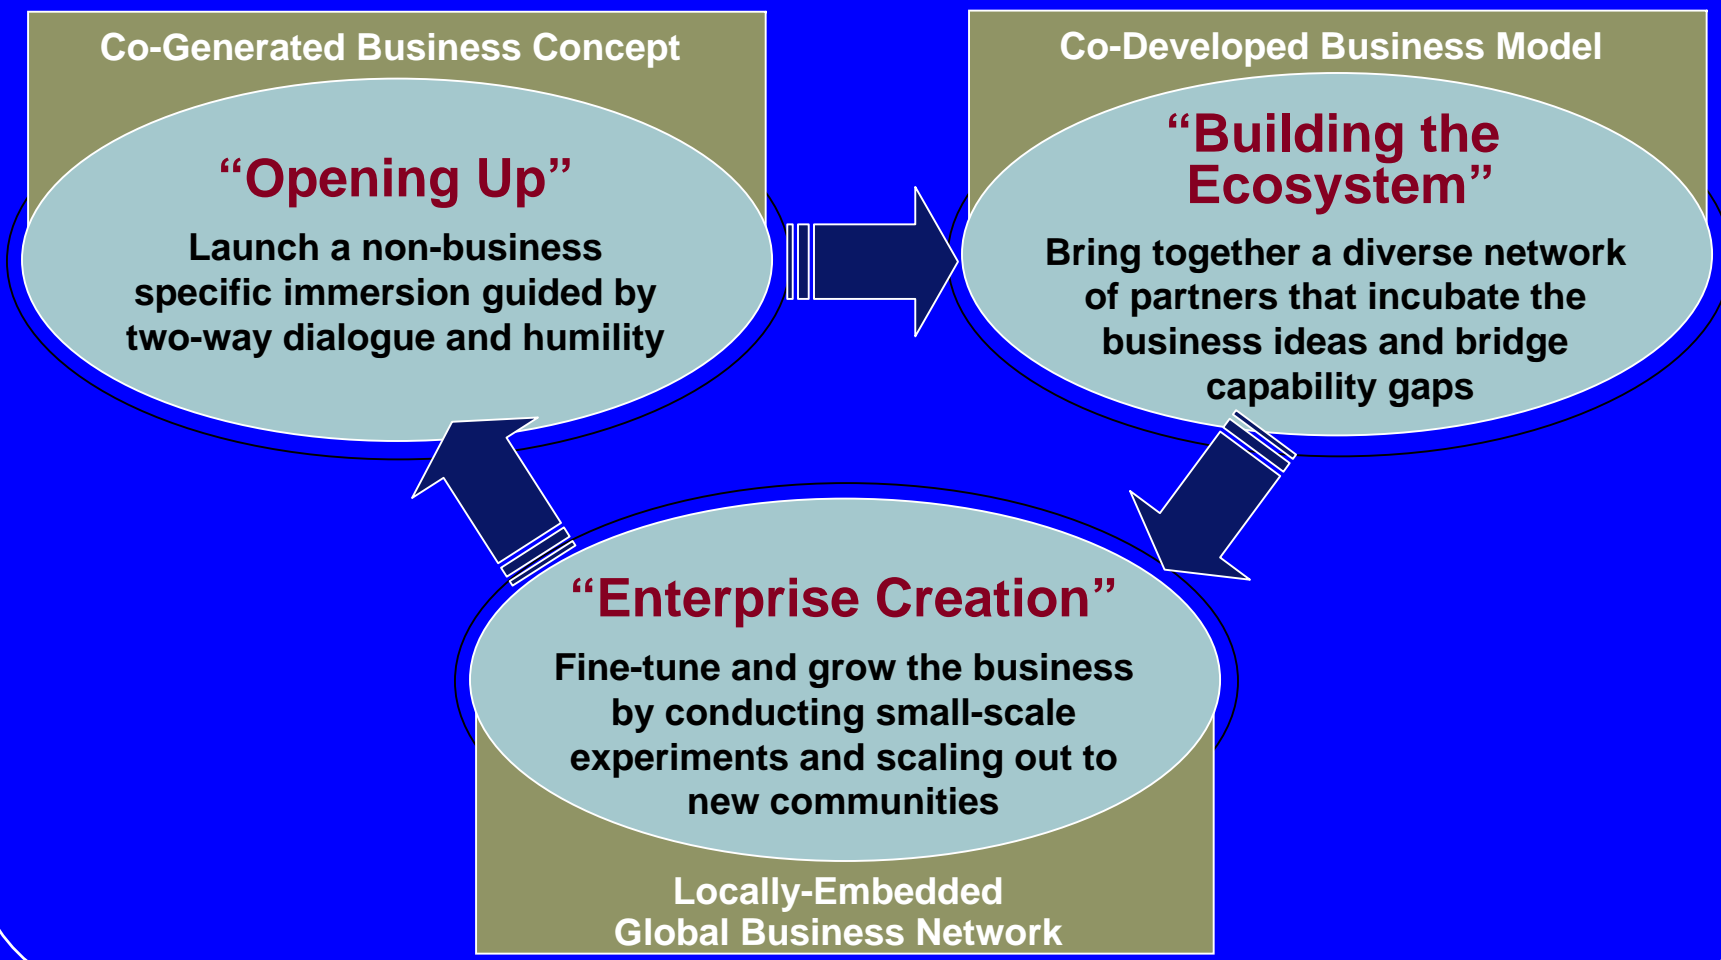 Co-Generated Business Concept
“Opening Up”
Launch a non-business
specific immersion guided by
two-way dialogue and humility
Co-Developed Business Model
“Building the
Ecosystem”
Bring together a diverse network
of partners that incubate the
business ideas and bridge
capability gaps
“Enterprise Creation”
Fine-tune and grow the business
by conducting small-scale
experiments and scaling out to
new communities
Locally-Embedded
Global Business Network